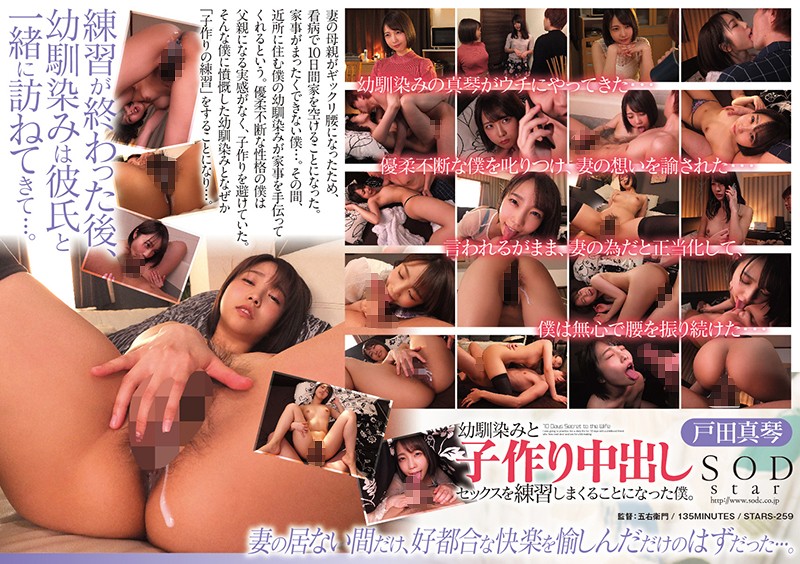 妻の母親がギックリ腰になったため、
看病で10日間家を空けることになった。
家事がまったくできない僕…。その間、
近所に住む僕の幼馴染みが家事を手伝って
くれるという。優柔不断な性格の僕は
父親になる実感がなく、子作りを避けていた。
そんな僕に憤慨した幼馴染みとなぜか
「子作りの練習」をすることになり…。
練習が終わった後、
幼馴染みは彼氏と
一緒に訪ねてきて…。
幼馴染みの真琴がウチにやってきた・・・
優柔不断な僕を叱りつけ、妻の想いを諭された・・・
言われるがまま、妻の為だと正当化して、
僕は無心で腰を振り続けた・・・
幼馴染みと
10 Days Secret to the Wife
子作り中出し
セックスを練習しまくることになった僕。
戸田真琴
SOD
star
http://www.sodc.co.jp
監督:五右衛門 / 135MINUTES / STARS-259
妻の居ない間だけ、好都合な快楽を愉しんだだけのはずだった…。